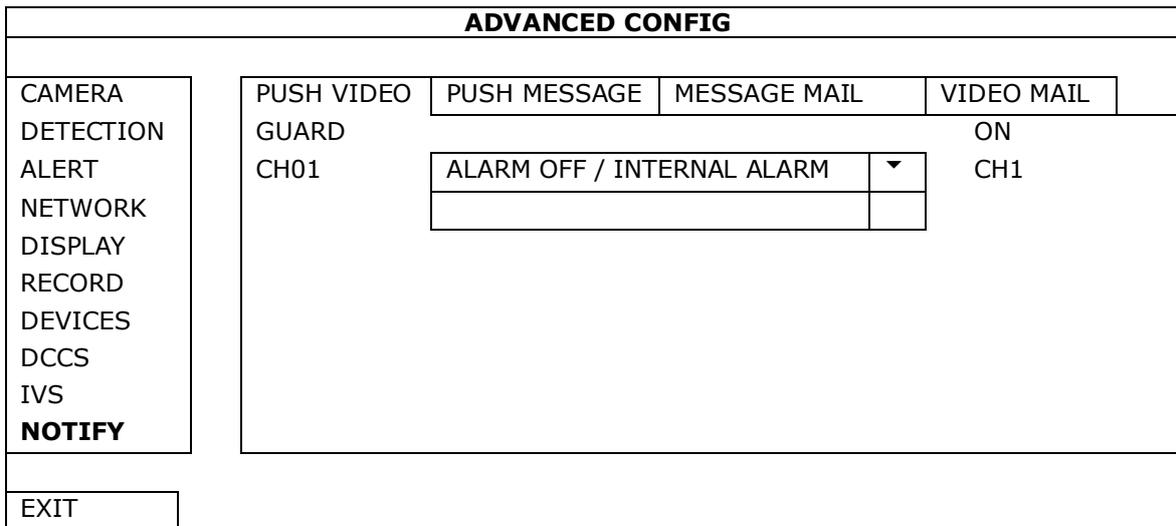 ADVANCED CONFIG
CAMERA PUSH VIDEO PUSH MESSAGE MESSAGE MAIL VIDEO MAIL
DETECTION GUARD ON
ALERT CH01 ALARM OFF / INTERNAL ALARM CH1
NETWORK
DISPLAY
RECORD
DEVICES
DCCS
IVS
NOTIFY
EXIT